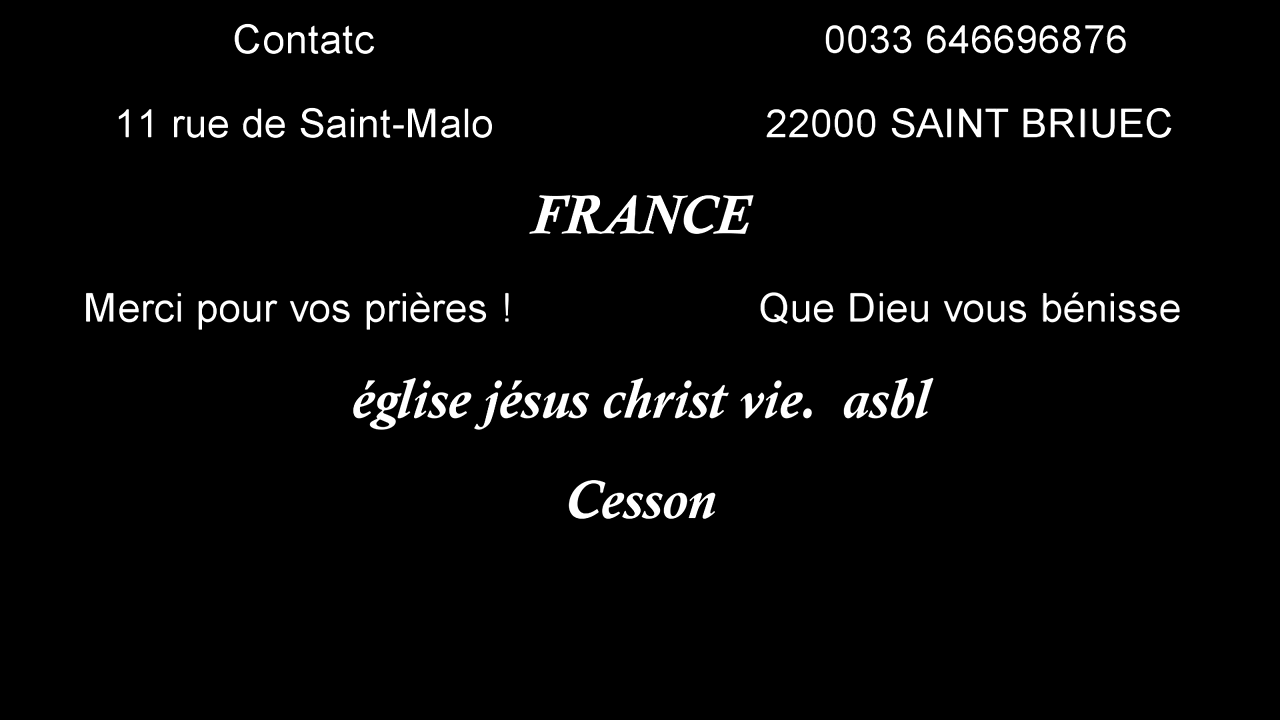 Contatc 0033 646696876
11 rue de Saint-Malo 22000 SAINT BRIUEC
FRANCE
Merci pour vos prières ! Que Dieu vous bénisse
église jésus christ vie. asbl
Cesson